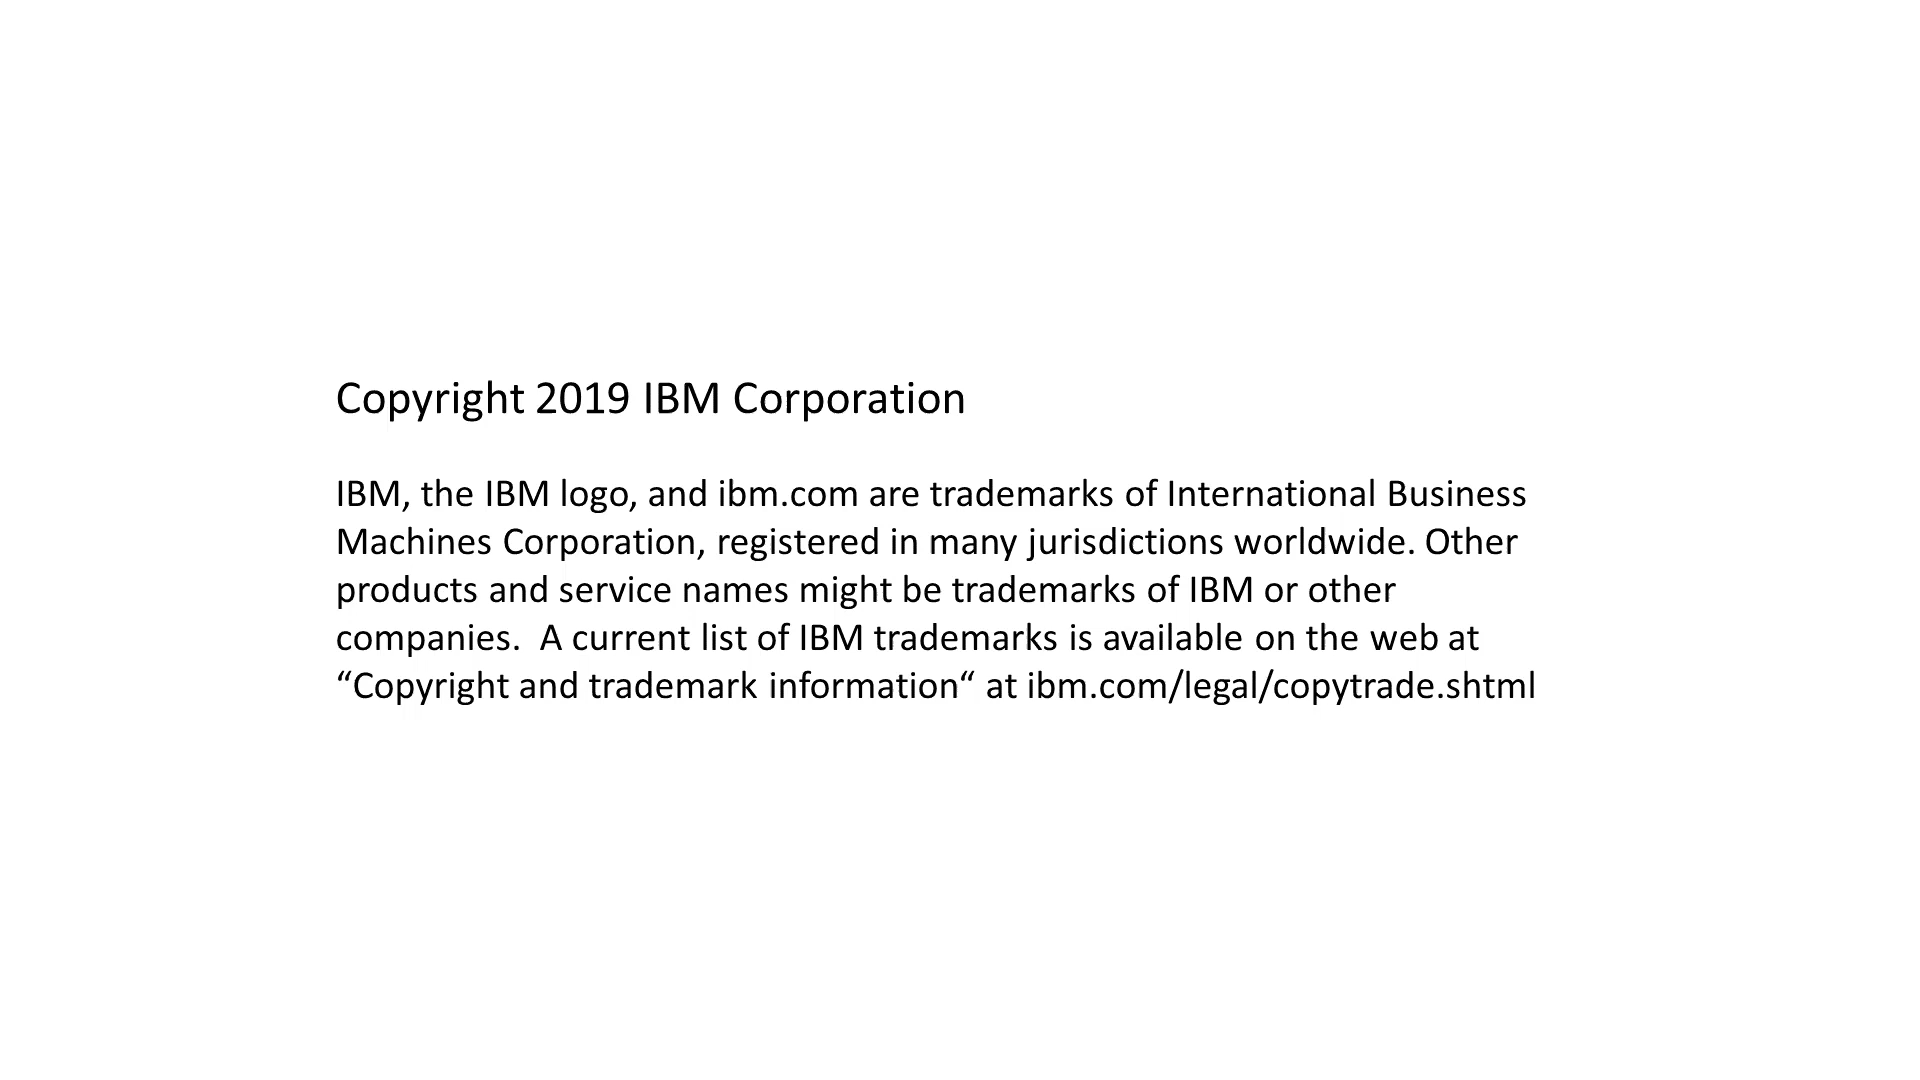 Copyright 2019 IBM Corporation
IBM, the IBM logo, and ibm.com are trademarks of International Business
Machines Corporation, registered in many jurisdictions worldwide. Other
products and service names might be trademarks of IBM or other
companies.  A current list of IBM trademarks is available on the web at
“Copyright and trademark information“ at ibm.com/legal/copytrade.shtml